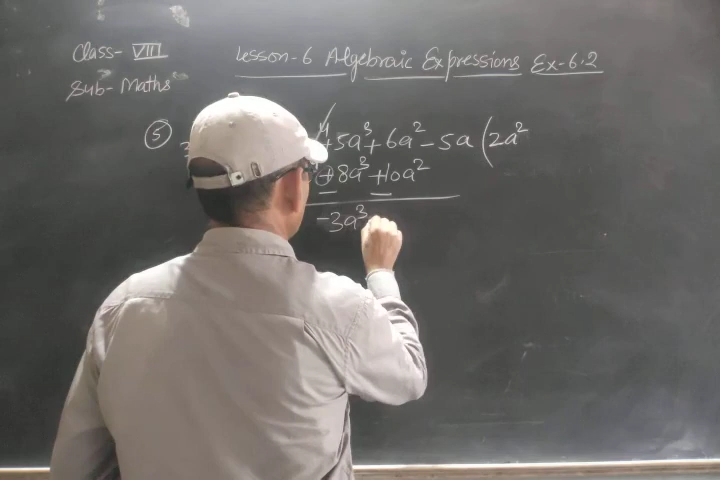 Class- VIII Lesson-6 Algebraic Expressions Ex-6.2
Sub- Maths
(5) +5a³+6a²-5a(2a²
+8a³+10a²
-3a³